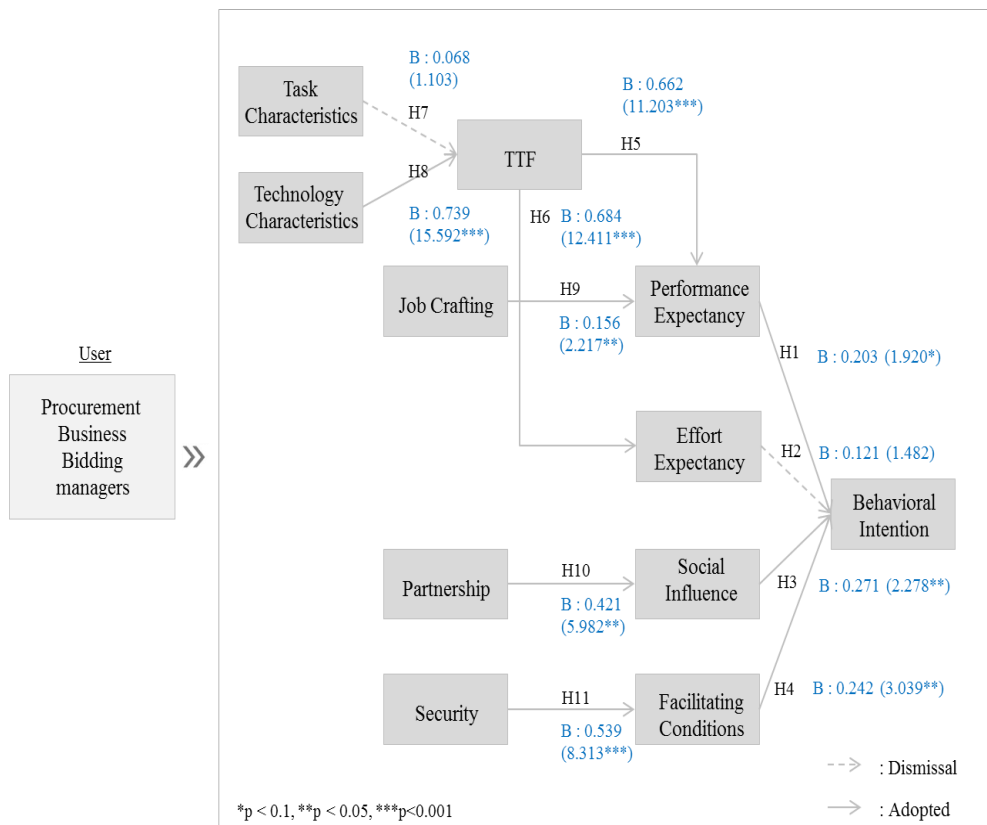 B : 0.068
(1.103)
Task
Characteristics
H7
B : 0.662
(11.203***)
TTF
H5
H8
Technology
Characteristics
B : 0.739
(15.592***)
H6
B : 0.684
(12.411***)
Job Crafting
H9
B : 0.156
(2.217**)
Performance
Expectancy
H1
B : 0.203 (1.920*)
User
Procurement
Business
Bidding
managers
»
Effort
Expectancy
H2
B : 0.121 (1.482)
Behavioral
Intention
Partnership
H10
B : 0.421
(5.982**)
Social
Influence
H3
B : 0.271 (2.278**)
Security
H11
B : 0.539
(8.313***)
Facilitating
Conditions
H4
B : 0.242 (3.039**)
: Dismissal
: Adopted
*p < 0.1, **p < 0.05, ***p<0.001